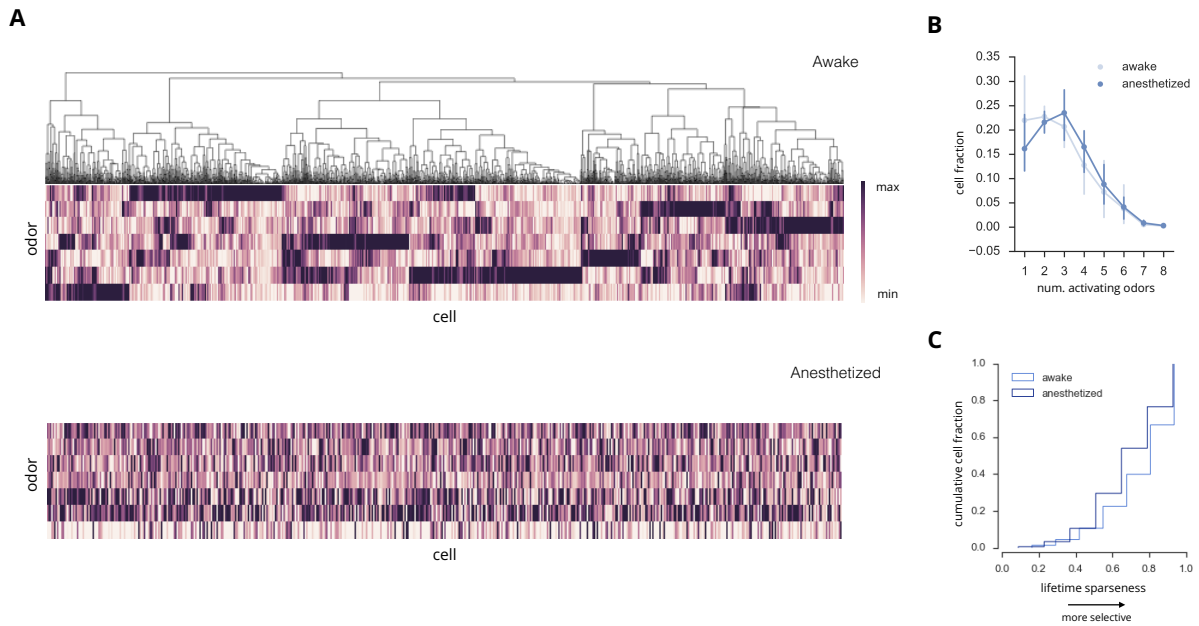 A
Awake
odor
max
min
cell
Anesthetized
odor
cell
B
0.35
0.30
0.25
0.20
0.15
0.10
0.05
0.00
−0.05
cell fraction
awake
anesthetized
1 2 3 4 5 6 7 8
num. activating odors
C
1.0
0.8
0.6
0.4
0.2
0.0
cumulative cell fraction
awake
anesthetized
0.0 0.2 0.4 0.6 0.8 1.0
lifetime sparseness
more selective